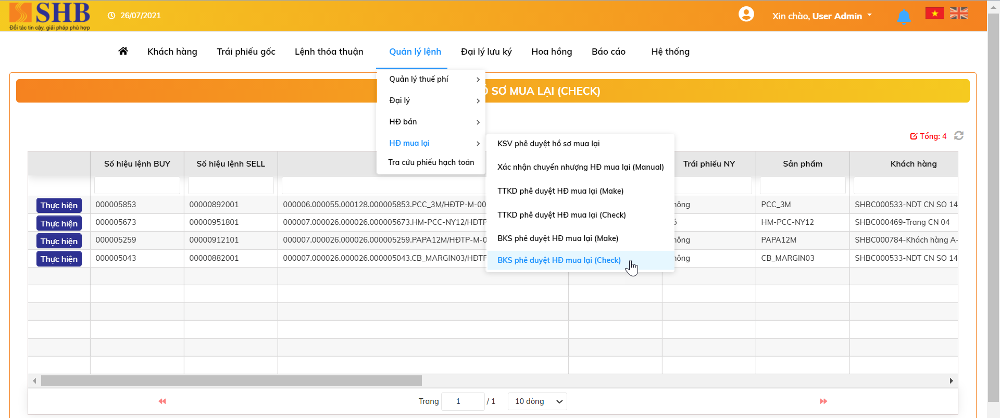 SHB
Đối tác tin cậy, giải pháp phù hợp
26/07/2021
Xin chào, User Admin
Khách hàng
Trái phiếu gốc
Lệnh thỏa thuận
Quản lý lệnh
Đại lý lưu ký
Hoa hồng
Báo cáo
Hệ thống
SƠ MUA LẠI (CHECK)
Quản lý thuế phí
Đại lý
HĐ bán
HĐ mua lại
Tra cứu phiếu hạch toán
KSV phê duyệt hồ sơ mua lại
Xác nhận chuyển nhượng HĐ mua lại (Manual)
TTKD phê duyệt HĐ mua lại (Make)
TTKD phê duyệt HĐ mua lại (Check)
BKS phê duyệt HĐ mua lại (Make)
BKS phê duyệt HĐ mua lại (Check)
Tổng: 4
Số hiệu lệnh BUY Số hiệu lệnh SELL Trái phiếu NY Sản phẩm Khách hàng
Thực hiện 000005853 00000892001 000006.000055.000128.000005853.PCC_3M/HĐTP-M-00 PCC_3M SHBC000533-NDT CN SO 14
Thực hiện 000005673 00000951801 000007.000026.000026.000005673.HM-PCC-NY12/HĐTP HM-PCC-NY12 SHBC000469-Trang CN 04
Thực hiện 000005259 00000912101 000007.000026.000026.000005259.PAPA12M/HĐTP-M-0 PAPA12M SHBC000784-Khách hàng A-
Thực hiện 000005043 00000882001 000007.000026.000026.000005043.CB_MARGIN03/HĐTP CB_MARGIN03 SHBC000533-NDT CN SO 14
Trang 1 / 1 10 dòng